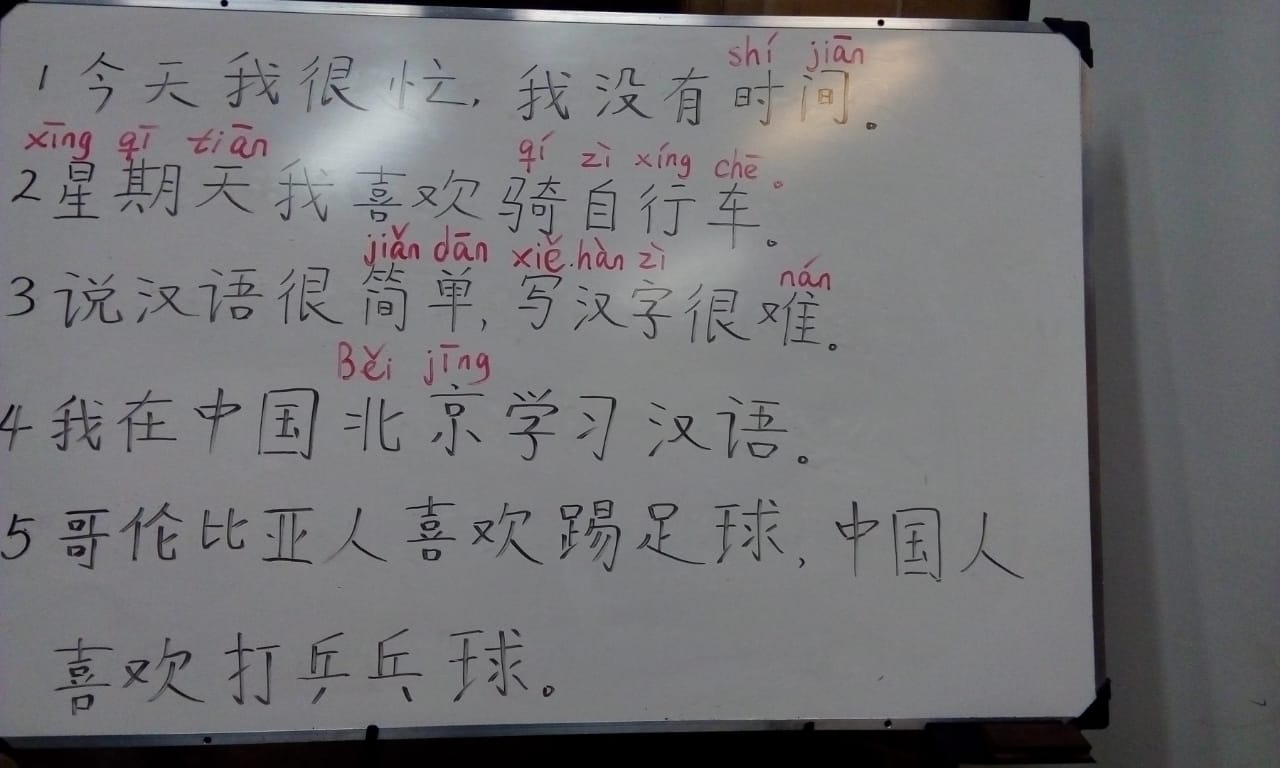 shí jiān
1 今天我很忙, 我没有时间。
xīng qī tiān
qí zì xíng chē。
2 星期天我喜欢骑自行车。
jiǎn dān xiě hàn zì
nán
3 说汉语很简单, 写汉字很难。
Běi jīng
4 我在中国北京学习汉语。
5 哥伦比亚人喜欢踢足球, 中国人
喜欢打乒乓球。